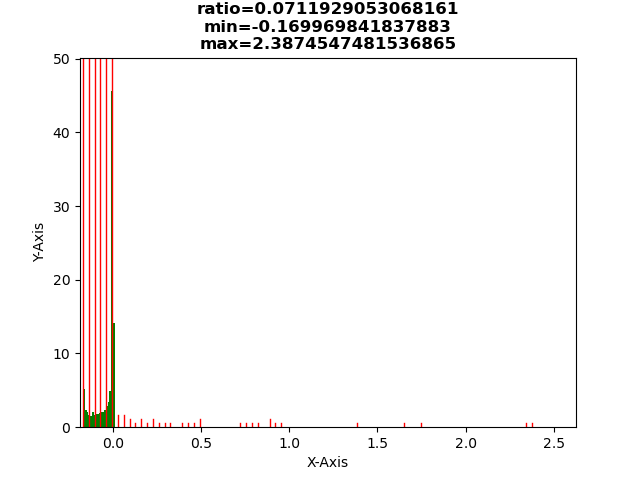 ratio=0.0711929053068161
min=-0.169969841837883
max=2.3874547481536865
50
40
30
20
10
0
Y-Axis
0.0 0.5 1.0 1.5 2.0 2.5
X-Axis